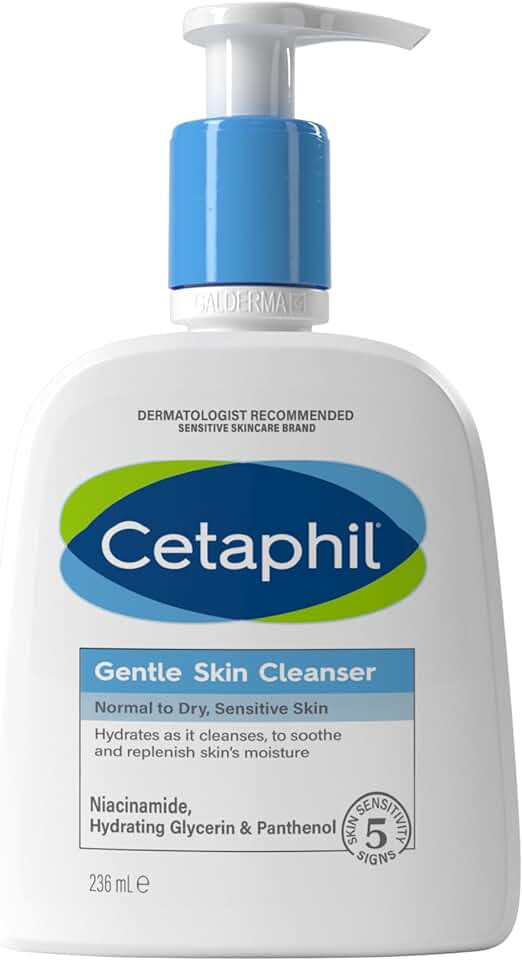 GALDERMA
DERMATOLOGIST RECOMMENDED
SENSITIVE SKINCARE BRAND
Cetaphil®
Gentle Skin Cleanser
Normal to Dry, Sensitive Skin
Hydrates as it cleanses, to soothe
and replenish skin's moisture
Niacinamide,
Hydrating Glycerin & Panthenol
SKIN SENSITIVITY
5
SIGNS
236 mL ℮